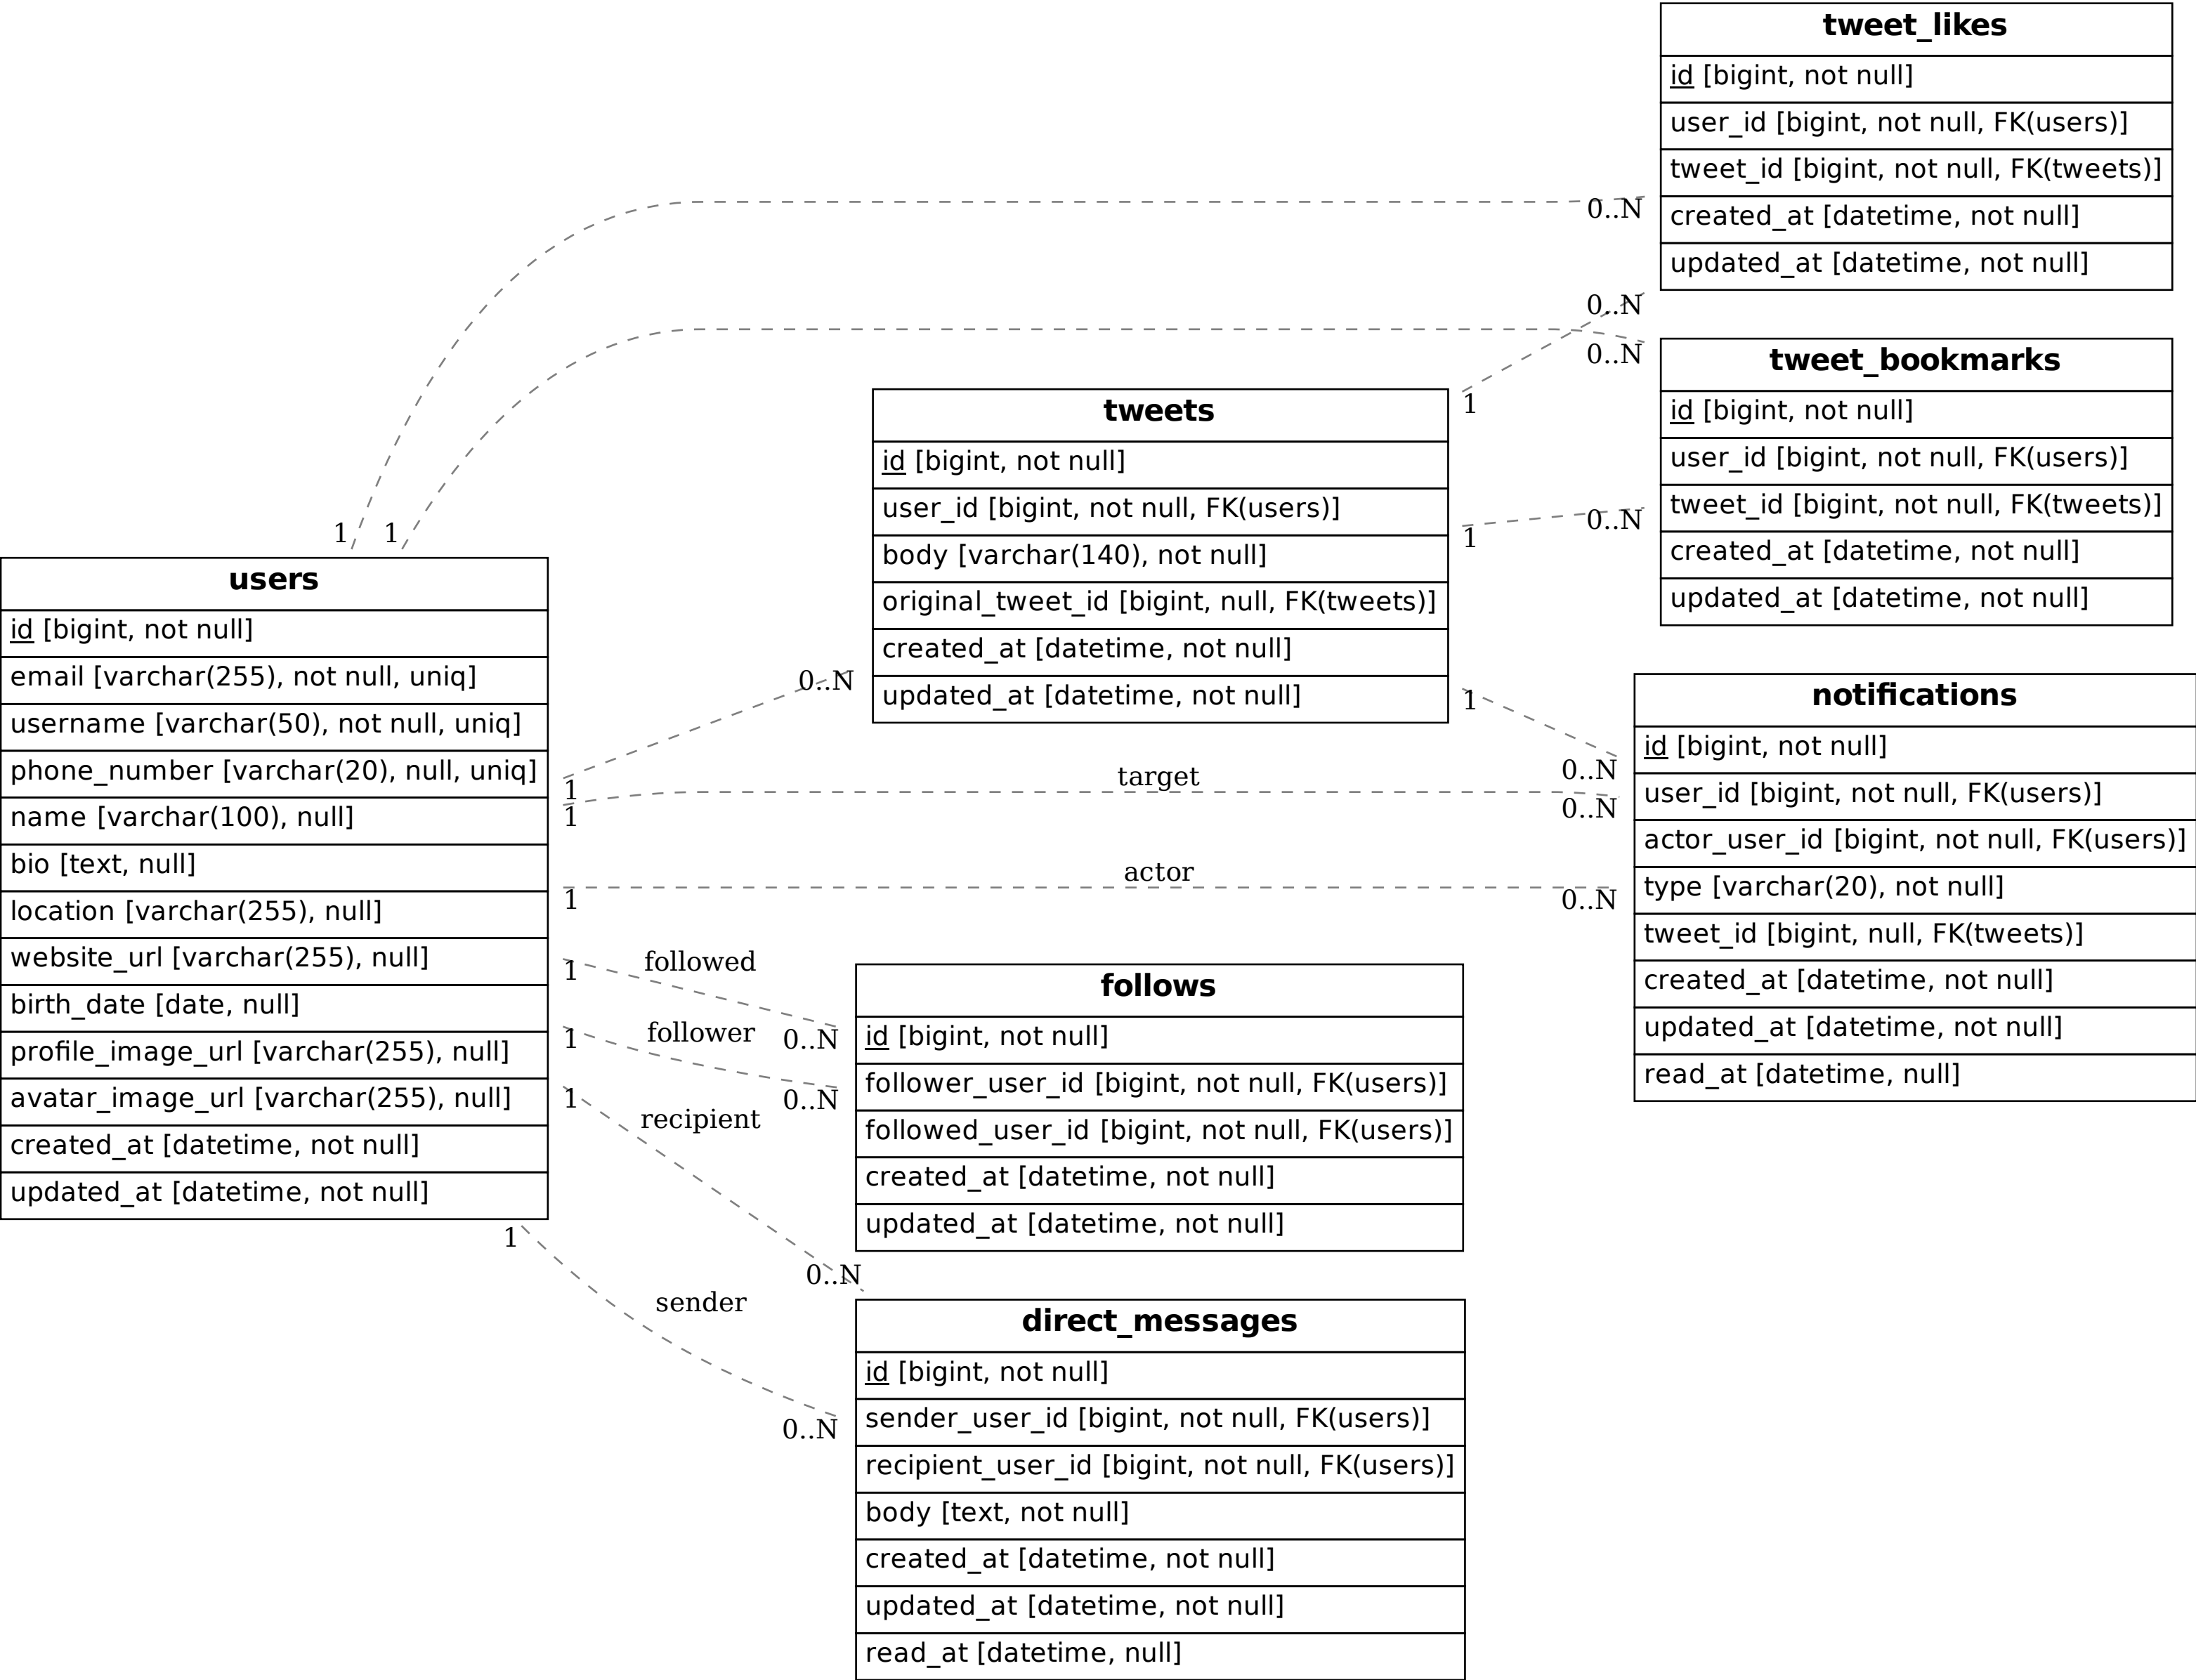 tweet_likes
id [bigint, not null]
user_id [bigint, not null, FK(users)]
tweet_id [bigint, not null, FK(tweets)]
created_at [datetime, not null]
updated_at [datetime, not null]
0..N
0..N
0..N
tweet_bookmarks
id [bigint, not null]
user_id [bigint, not null, FK(users)]
tweet_id [bigint, not null, FK(tweets)]
created_at [datetime, not null]
updated_at [datetime, not null]
0..N
tweets
id [bigint, not null]
user_id [bigint, not null, FK(users)]
body [varchar(140), not null]
original_tweet_id [bigint, null, FK(tweets)]
created_at [datetime, not null]
updated_at [datetime, not null]
1
1
1
0..N
1
1
users
id [bigint, not null]
email [varchar(255), not null, uniq]
username [varchar(50), not null, uniq]
phone_number [varchar(20), null, uniq]
name [varchar(100), null]
bio [text, null]
location [varchar(255), null]
website_url [varchar(255), null]
birth_date [date, null]
profile_image_url [varchar(255), null]
avatar_image_url [varchar(255), null]
created_at [datetime, not null]
updated_at [datetime, not null]
1
1
target
0..N
0..N
1
actor
0..N
notifications
id [bigint, not null]
user_id [bigint, not null, FK(users)]
actor_user_id [bigint, not null, FK(users)]
type [varchar(20), not null]
tweet_id [bigint, null, FK(tweets)]
created_at [datetime, not null]
updated_at [datetime, not null]
read_at [datetime, null]
1
followed
0..N
1
follower
0..N
follows
id [bigint, not null]
follower_user_id [bigint, not null, FK(users)]
followed_user_id [bigint, not null, FK(users)]
created_at [datetime, not null]
updated_at [datetime, not null]
1
recipient
0..N
1
sender
0..N
direct_messages
id [bigint, not null]
sender_user_id [bigint, not null, FK(users)]
recipient_user_id [bigint, not null, FK(users)]
body [text, not null]
created_at [datetime, not null]
updated_at [datetime, not null]
read_at [datetime, null]